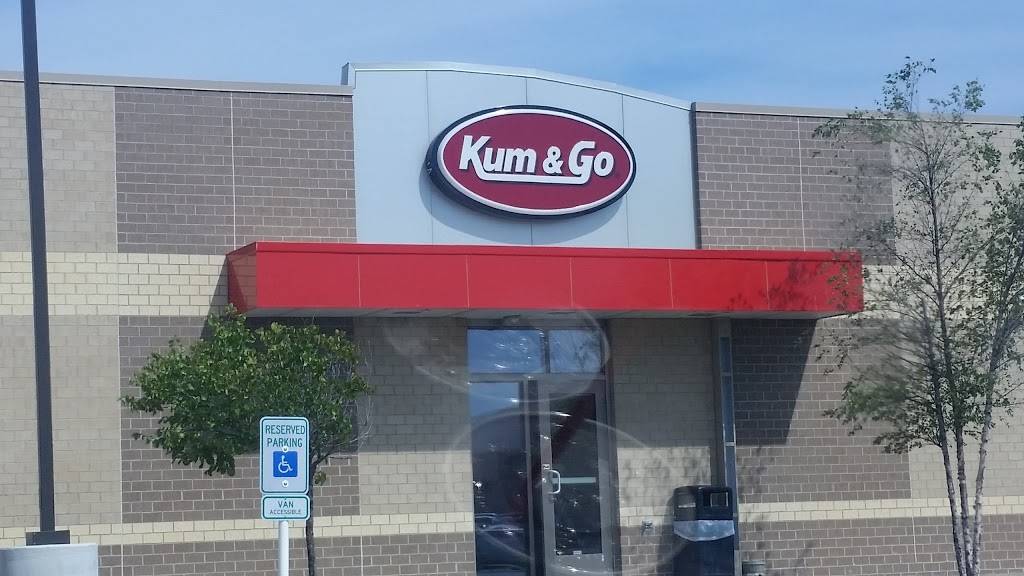 Kum & Go
RESERVED
PARKING
VAN
ACCESSIBLE